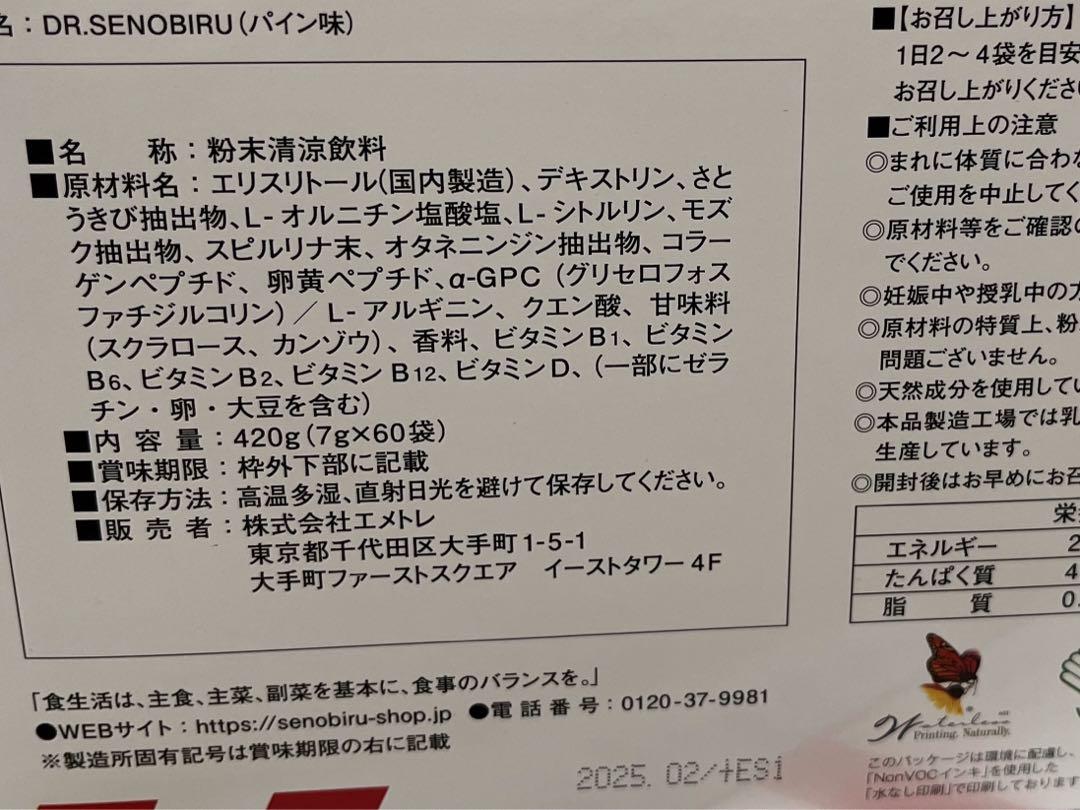 名：DR.SENOBIRU（パイン味）
■名　　称：粉末清涼飲料
■原材料名：エリスリトール(国内製造)、デキストリン、さと
うきび抽出物、L-オルニチン塩酸塩、L-シトルリン、モズ
ク抽出物、スピルリナ末、オタネニンジン抽出物、コラー
ゲンペプチド、卵黄ペプチド、α-GPC（グリセロフォス
ファチジルコリン）／L-アルギニン、クエン酸、甘味料
（スクラロース、カンゾウ）、香料、ビタミンB1、ビタミン
B6、ビタミンB2、ビタミンB12、ビタミンD、（一部にゼラ
チン・卵・大豆を含む）
■内 容 量：420g（7g×60袋）
■賞味期限：枠外下部に記載
■保存方法：高温多湿、直射日光を避けて保存してください。
■販 売 者：株式会社エメトレ
東京都千代田区大手町1-5-1
大手町ファーストスクエア　イーストタワー4F
「食生活は、主食、主菜、副菜を基本に、食事のバランスを。」
●WEBサイト：https://senobiru-shop.jp ●電話番号：0120-37-9981
※製造所固有記号は賞味期限の右に記載
2025.02/+ES1
■【お召し上がり方】
1日2～4袋を目安
お召し上がりくださ
■ご利用上の注意
◎まれに体質に合わ
ご使用を中止してく
◎原材料等をご確認
でください。
◎妊娠中や授乳中の
◎原材料の特質上、粉
問題ございません。
◎天然成分を使用して
◎本品製造工場では乳
生産しています。
◎開封後はお早めにお召
栄
エネルギー 2
たんぱく質 4
脂　　質 0.
Waterless
Printing. Naturally.
このパッケージは環境に配慮し、
「NonVOCインキ」を使用した
「水なし印刷」で印刷しております